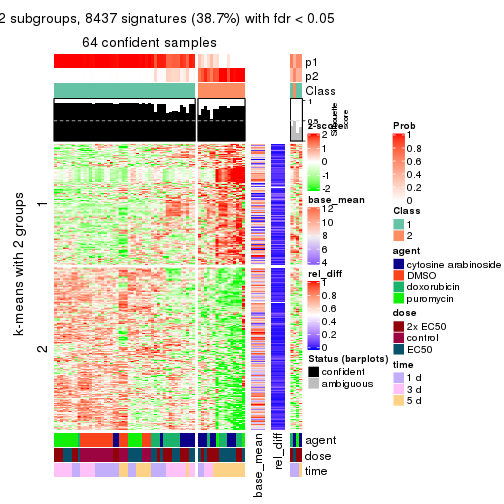 2 subgroups, 8437 signatures (38.7%) with fdr < 0.05
64 confident samples
p1
p2
Class
1
0.5
Silhouette
score
k-means with 2 groups
1
2
agent
dose
time
base_mean
rel_diff
z-score
2
1
0
-1
-2
base_mean
12
10
8
6
4
rel_diff
1
0.8
0.6
0.4
0.2
0
Status (barplots)
confident
ambiguous
Prob
1
0.8
0.6
0.4
0.2
0
Class
1
2
agent
cytosine arabinoside
DMSO
doxorubicin
puromycin
dose
2x EC50
control
EC50
time
1 d
3 d
5 d